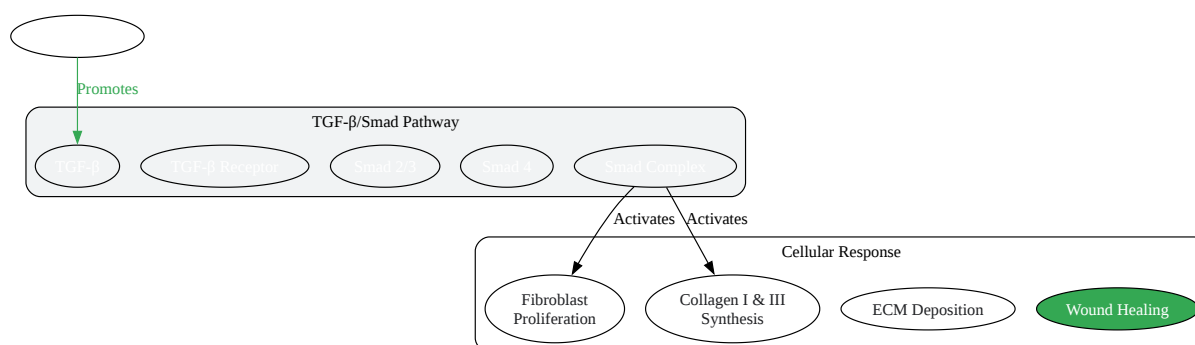 Promotes
TGF-β/Smad Pathway
TGF-β
TGF-β Receptor
Smad 2/3
Smad 4
Smad Complex
Activates
Activates
Cellular Response
Fibroblast
Proliferation
Collagen I & III
Synthesis
ECM Deposition
Wound Healing